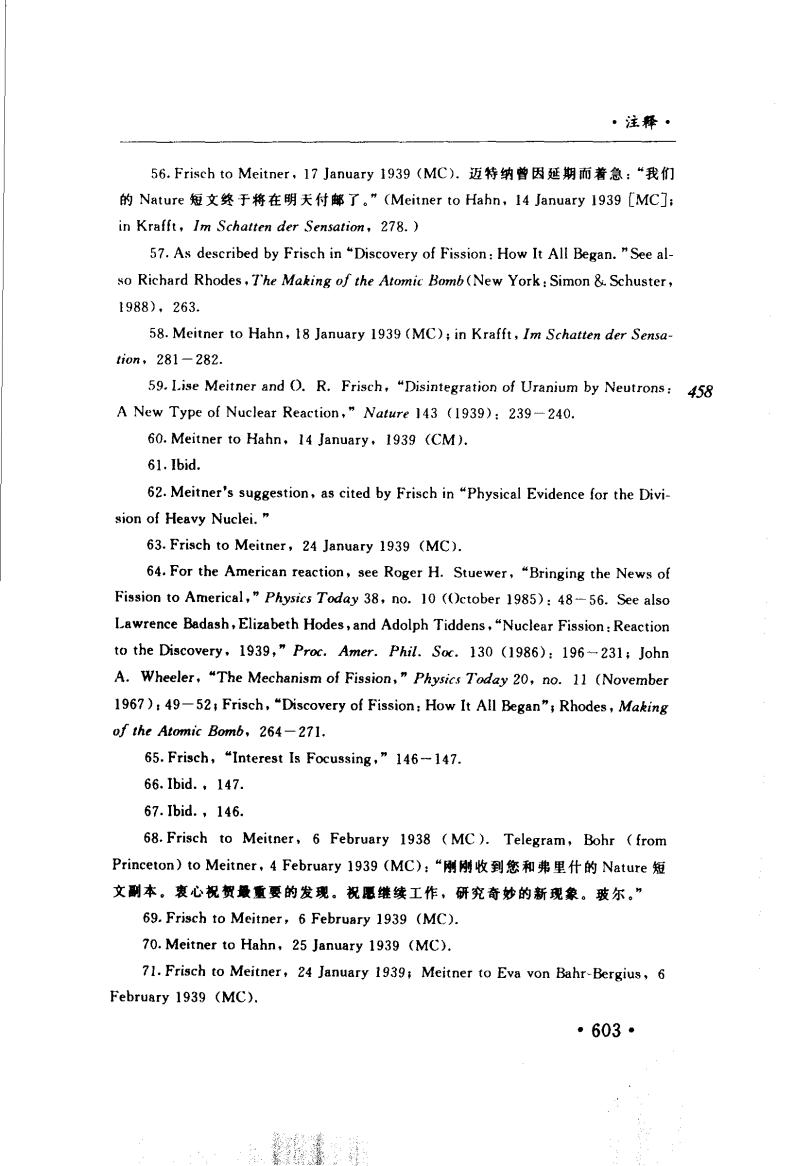 ·注释·
56. Frisch to Meitner, 17 January 1939 (MC). 迈特纳曾因延期而着急:“我们
的 Nature 短文终于将在明天付邮了。” (Meitner to Hahn, 14 January 1939 [MC];
in Krafft, Im Schatten der Sensation, 278. )
57. As described by Frisch in “Discovery of Fission: How It All Began. ”See al-
so Richard Rhodes, The Making of the Atomic Bomb (New York: Simon & Schuster,
1988), 263.
58. Meitner to Hahn, 18 January 1939 (MC); in Krafft, Im Schatten der Sensa-
tion, 281-282.
59. Lise Meitner and O. R. Frisch, “Disintegration of Uranium by Neutrons: 458
A New Type of Nuclear Reaction,” Nature 143 (1939): 239-240.
60. Meitner to Hahn, 14 January, 1939 (CM).
61. Ibid.
62. Meitner's suggestion, as cited by Frisch in “Physical Evidence for the Divi-
sion of Heavy Nuclei. ”
63. Frisch to Meitner, 24 January 1939 (MC).
64. For the American reaction, see Roger H. Stuewer, “Bringing the News of
Fission to Americal,” Physics Today 38, no. 10 (October 1985): 48-56. See also
Lawrence Badash, Elizabeth Hodes, and Adolph Tiddens, “Nuclear Fission: Reaction
to the Discovery, 1939,” Proc. Amer. Phil. Soc. 130 (1986): 196-231; John
A. Wheeler, “The Mechanism of Fission,” Physics Today 20, no. 11 (November
1967): 49-52; Frisch, “Discovery of Fission: How It All Began”; Rhodes, Making
of the Atomic Bomb, 264-271.
65. Frisch, “Interest Is Focussing,” 146-147.
66. Ibid. , 147.
67. Ibid. , 146.
68. Frisch to Meitner, 6 February 1938 (MC). Telegram, Bohr (from
Princeton) to Meitner, 4 February 1939 (MC): “刚刚收到您和弗里什的 Nature 短
文副本。衷心祝贺最重要的发现。祝愿继续工作，研究奇妙的新现象。玻尔。”
69. Frisch to Meitner, 6 February 1939 (MC).
70. Meitner to Hahn, 25 January 1939 (MC).
71. Frisch to Meitner, 24 January 1939; Meitner to Eva von Bahr-Bergius, 6
February 1939 (MC).
·603·